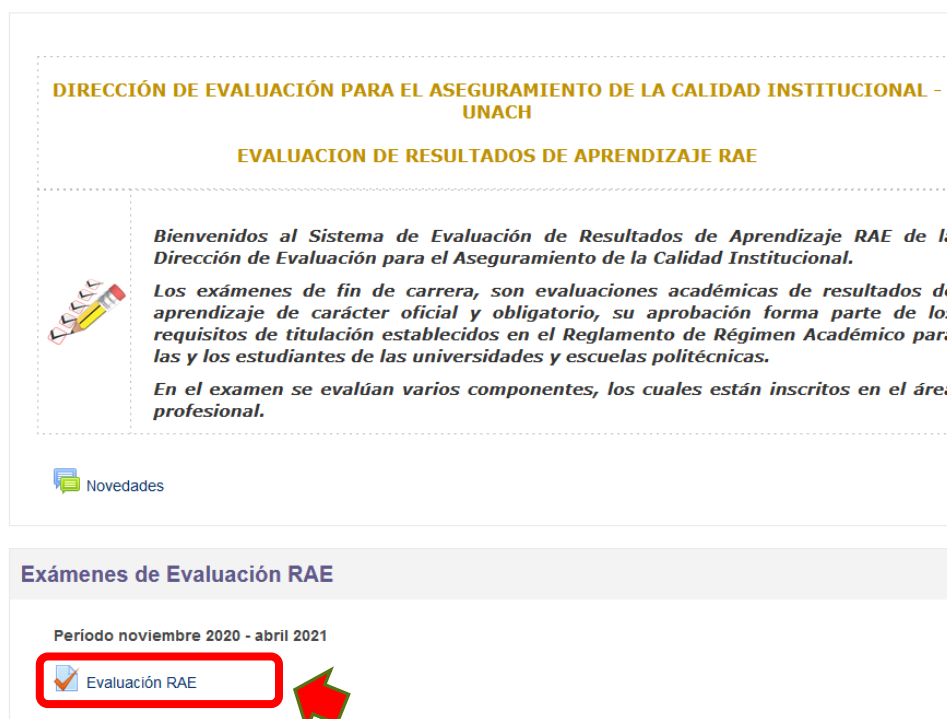 DIRECCIÓN DE EVALUACIÓN PARA EL ASEGURAMIENTO DE LA CALIDAD INSTITUCIONAL -
UNACH
EVALUACION DE RESULTADOS DE APRENDIZAJE RAE
Bienvenidos al Sistema de Evaluación de Resultados de Aprendizaje RAE de
Dirección de Evaluación para el Aseguramiento de la Calidad Institucional.
Los exámenes de fin de carrera, son evaluaciones académicas de resultados
aprendizaje de carácter oficial y obligatorio, su aprobación forma parte de
requisitos de titulación establecidos en el Reglamento de Régimen Académico
las y los estudiantes de las universidades y escuelas politécnicas.
En el examen se evalúan varios componentes, los cuales están inscritos en el
profesional.
Novedades
Exámenes de Evaluación RAE
Período noviembre 2020 - abril 2021
Evaluación RAE